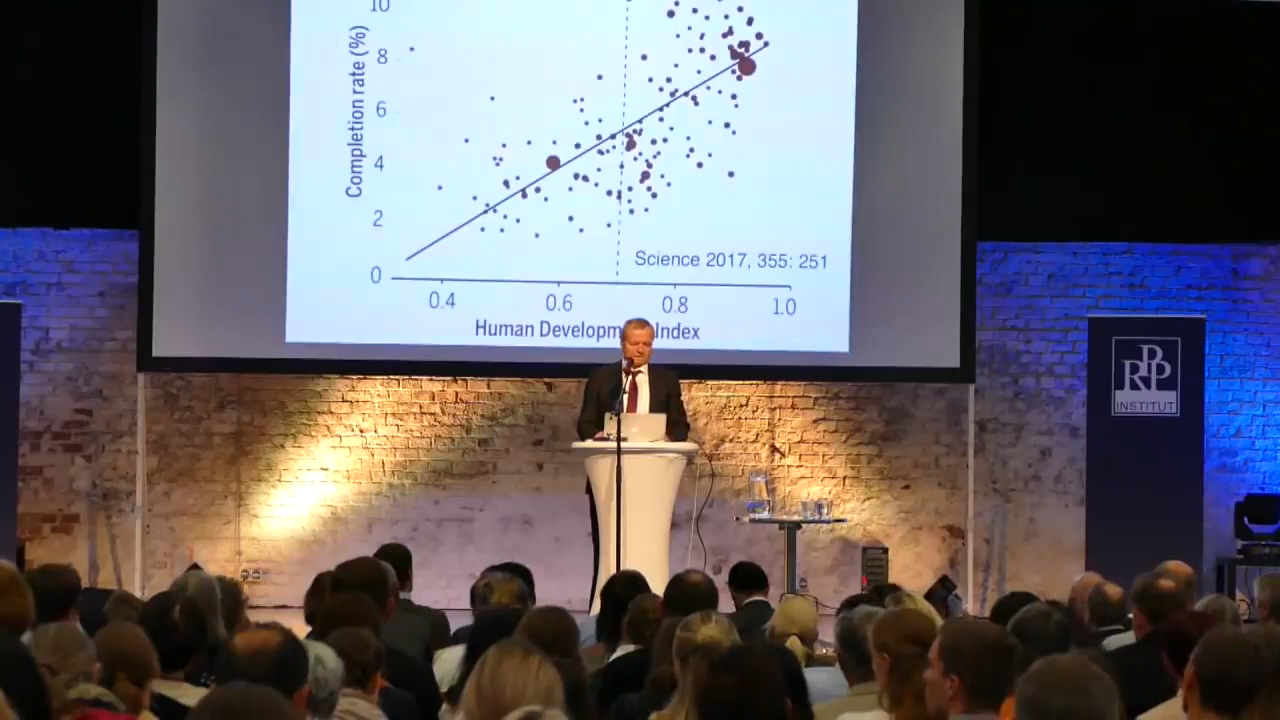 10
Completion rate (%)
8
6
4
2
0
Science 2017, 355: 251
0.4 0.6 0.8 1.0
Human Developm Index
RPP
INSTITUT